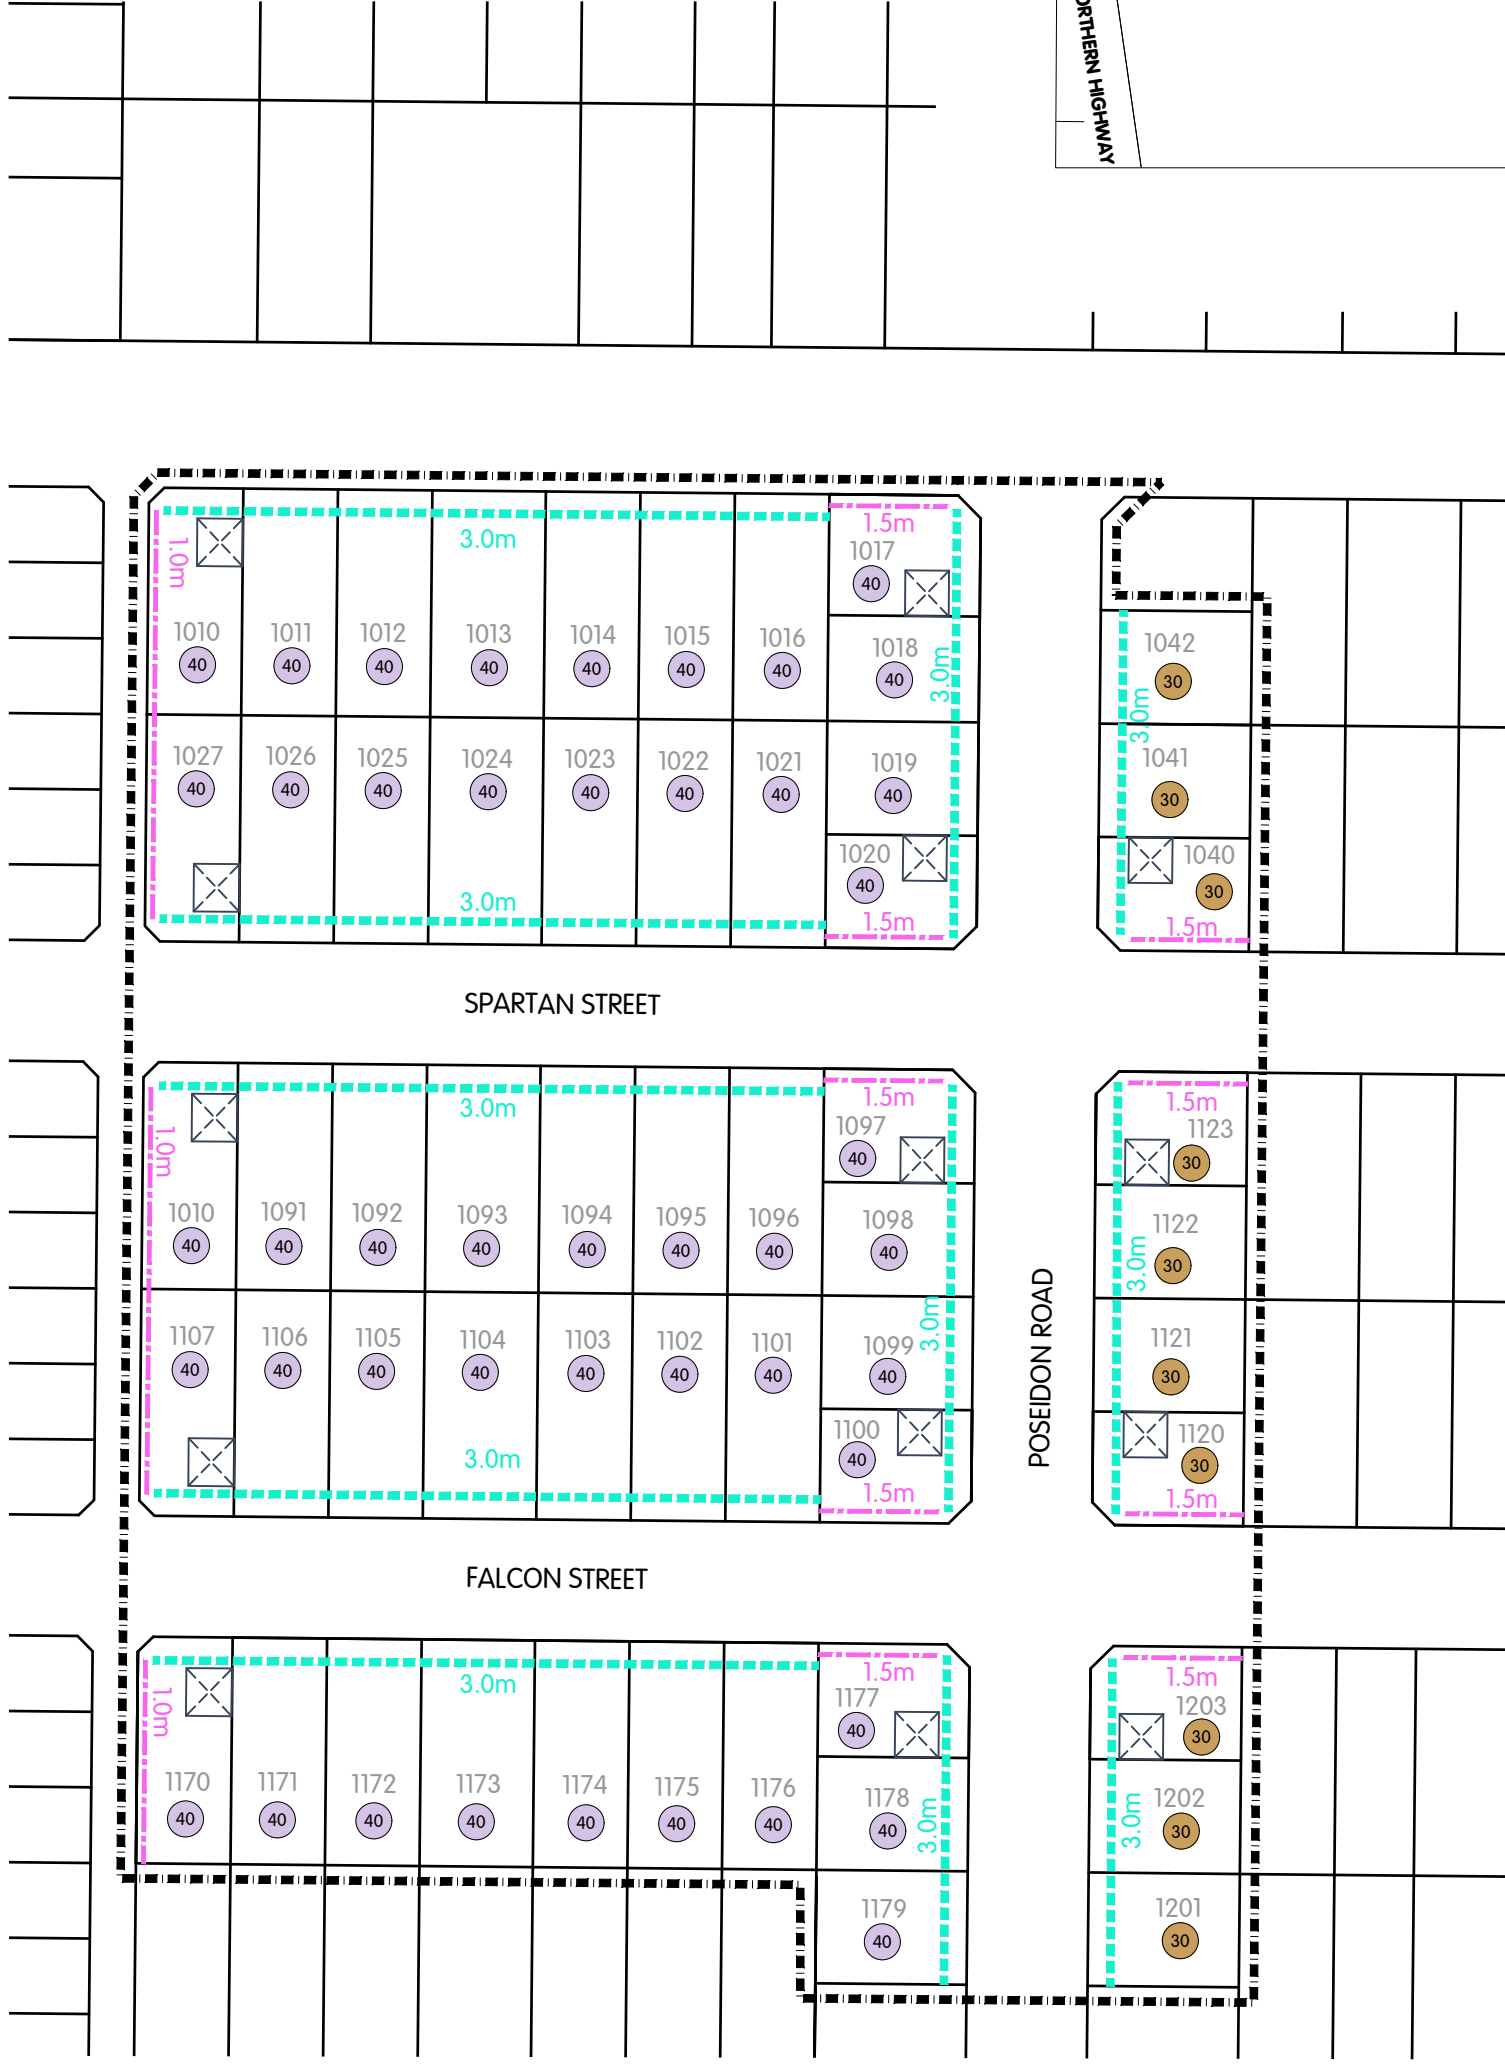 ORTHERN HIGHWAY
1.5m
1.0m
3.0m
1017
40
1010 1011 1012 1013 1014 1015 1016 1018
40 40 40 40 40 40 40 40
3.0m
1042
30
3.0m
1027 1026 1025 1024 1023 1022 1021 1019
40 40 40 40 40 40 40 40
1041
30
1020
40
1040
30
3.0m
1.5m
1.5m
SPARTAN STREET
1.5m
1.5m
1.0m
3.0m
1097
40
1123
30
1010 1091 1092 1093 1094 1095 1096 1098
40 40 40 40 40 40 40 40
1122
30
3.0m
3.0m
1107 1106 1105 1104 1103 1102 1101 1099
40 40 40 40 40 40 40 40
1121
30
POSEIDON ROAD
1100
40
1120
30
3.0m
1.5m
1.5m
FALCON STREET
1.5m
1.5m
1.0m
3.0m
1177
40
1203
30
1170 1171 1172 1173 1174 1175 1176 1178
40 40 40 40 40 40 40 40
3.0m
3.0m
1202
30
1179
40
1201
30